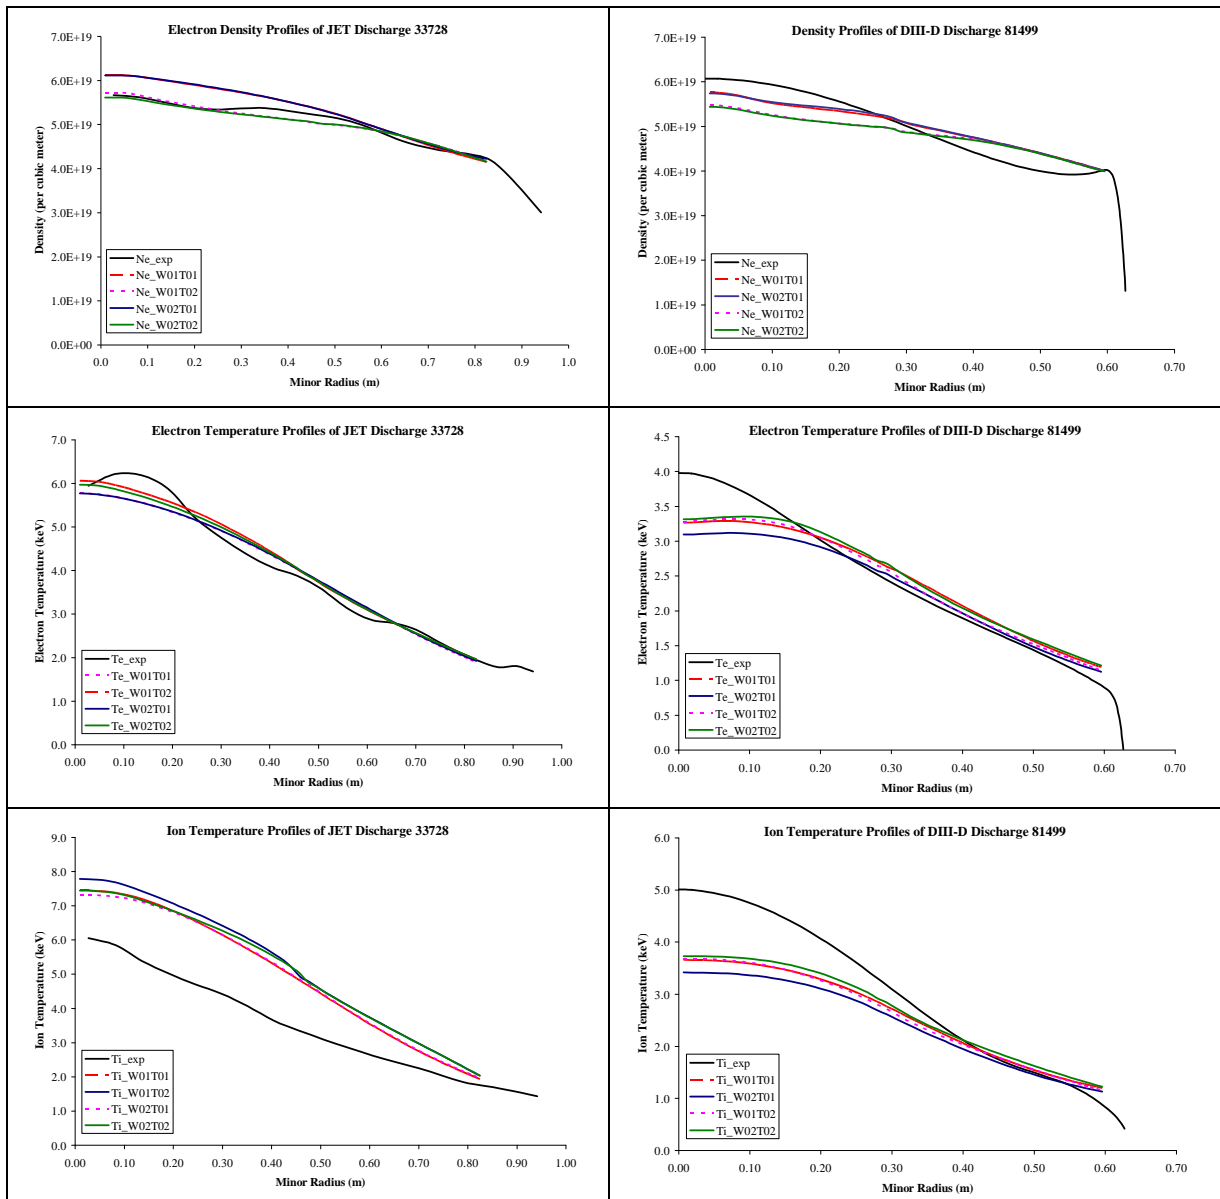 Electron Density Profiles of JET Discharge 33728
7.0E+19
6.0E+19
5.0E+19
4.0E+19
3.0E+19
2.0E+19
1.0E+19
0.0E+00
Density (per cubic meter)
Ne_exp
Ne_W01T01
Ne_W01T02
Ne_W02T01
Ne_W02T02
0.0 0.1 0.2 0.3 0.4 0.5 0.6 0.7 0.8 0.9 1.0
Minor Radius (m)
Density Profiles of DIII-D Discharge 81499
7.0E+19
6.0E+19
5.0E+19
4.0E+19
3.0E+19
2.0E+19
1.0E+19
0.0E+00
Density (per cubic meter)
Ne_exp
Ne_W01T01
Ne_W02T01
Ne_W01T02
Ne_W02T02
0.00 0.10 0.20 0.30 0.40 0.50 0.60 0.70
Minor Radius (m)
Electron Temperature Profiles of JET Discharge 33728
7.0
6.0
5.0
4.0
3.0
2.0
1.0
0.0
Electron Temperature (keV)
Te_exp
Te_W01T01
Te_W01T02
Te_W02T01
Te_W02T02
0.00 0.10 0.20 0.30 0.40 0.50 0.60 0.70 0.80 0.90 1.00
Minor Radius (m)
Electron Temperature Profiles of DIII-D Discharge 81499
4.5
4.0
3.5
3.0
2.5
2.0
1.5
1.0
0.5
0.0
Electron Temperature (keV)
Te_exp
Te_W01T01
Te_W02T01
Te_W01T02
Te_W02T02
0.00 0.10 0.20 0.30 0.40 0.50 0.60 0.70
Minor Radius (m)
Ion Temperature Profiles of JET Discharge 33728
9.0
8.0
7.0
6.0
5.0
4.0
3.0
2.0
1.0
0.0
Ion Temperature (keV)
Ti_exp
Ti_W01T01
Ti_W01T02
Ti_W02T01
Ti_W02T02
0.00 0.10 0.20 0.30 0.40 0.50 0.60 0.70 0.80 0.90 1.00
Minor Radius (m)
Ion Temperature Profiles of DIII-D Discharge 81499
6.0
5.0
4.0
3.0
2.0
1.0
0.0
Ion Temperature (keV)
Ti_exp
Ti_W01T01
Ti_W02T01
Ti_W01T02
Ti_W02T02
0.00 0.10 0.20 0.30 0.40 0.50 0.60 0.70
Minor Radius (m)